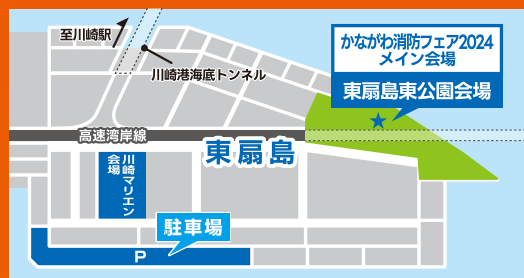 至川崎駅
川崎港海底トンネル
かながわ消防フェア2024
メイン会場
東扇島東公園会場
高速湾岸線
東扇島
川崎マリエン
会場
駐車場
P